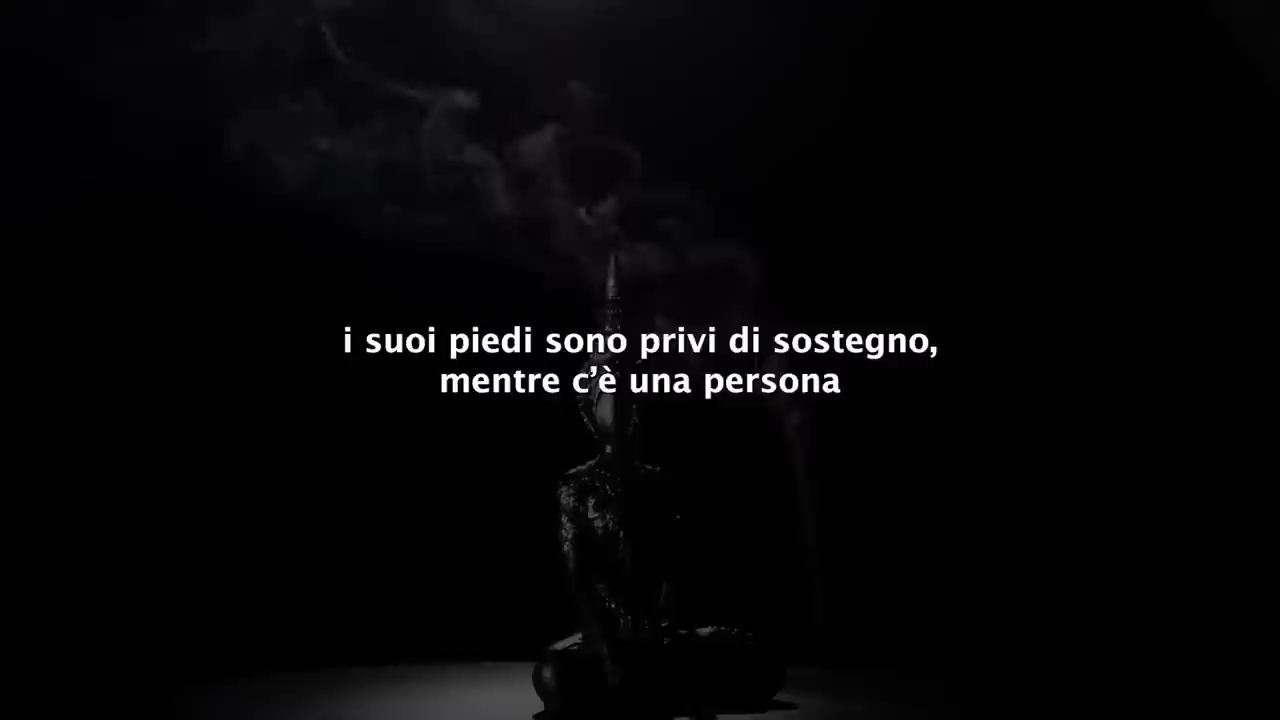 i suoi piedi sono privi di sostegno,
mentre c’è una persona